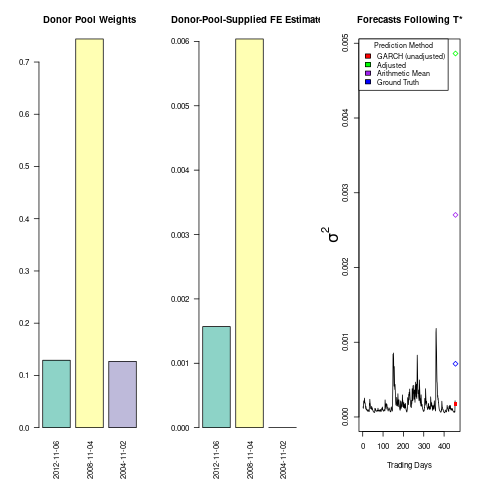 Donor Pool Weights
0.7
0.6
0.5
0.4
0.3
0.2
0.1
0.0
2012-11-06
2008-11-04
2004-11-02
Donor-Pool-Supplied FE Estimate
0.006
0.005
0.004
0.003
0.002
0.001
0.000
2012-11-06
2008-11-04
2004-11-02
Forecasts Following T*
σ²
0.005
0.004
0.003
0.002
0.001
0.000
Prediction Method
GARCH (unadjusted)
Adjusted
Arithmetic Mean
Ground Truth
0 100 200 300 400
Trading Days